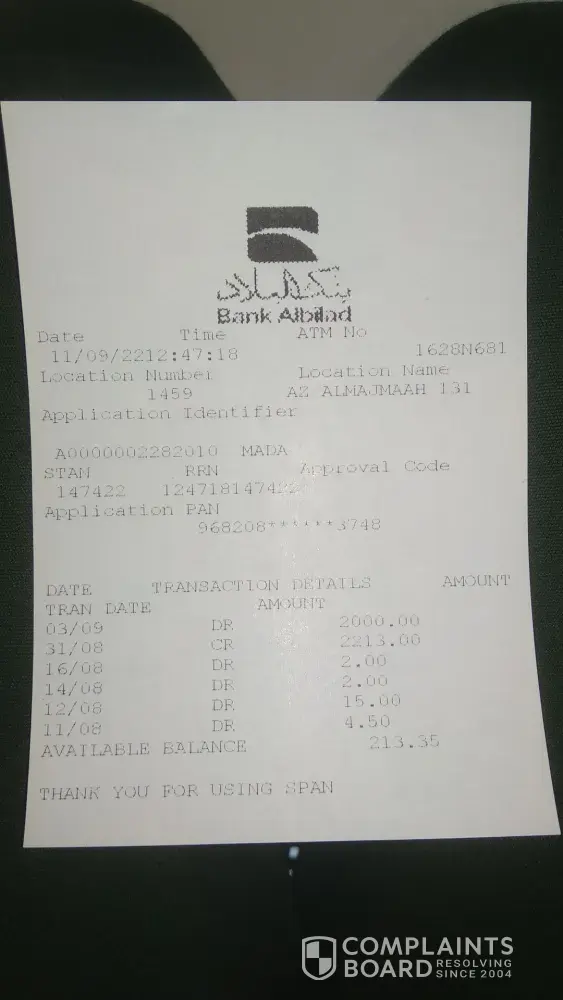 بنك البلاد
Bank Albilad
Date Time ATM No
11/09/2212:47:18 1628N681
Location Number Location Name
1459 AZ ALMAJMAAH 131
Application Identifier
A0000002282010 MADA
STAN RRN Approval Code
147422 124718147422
Application PAN
968208******3748
DATE TRANSACTION DETAILS AMOUNT
TRAN DATE AMOUNT
03/09 DR 2000.00
31/08 CR 2213.00
16/08 DR 2.00
14/08 DR 2.00
12/08 DR 15.00
11/08 DR 4.50
AVAILABLE BALANCE 213.35
THANK YOU FOR USING SPAN
COMPLAINTS
BOARD RESOLVING
SINCE 2004